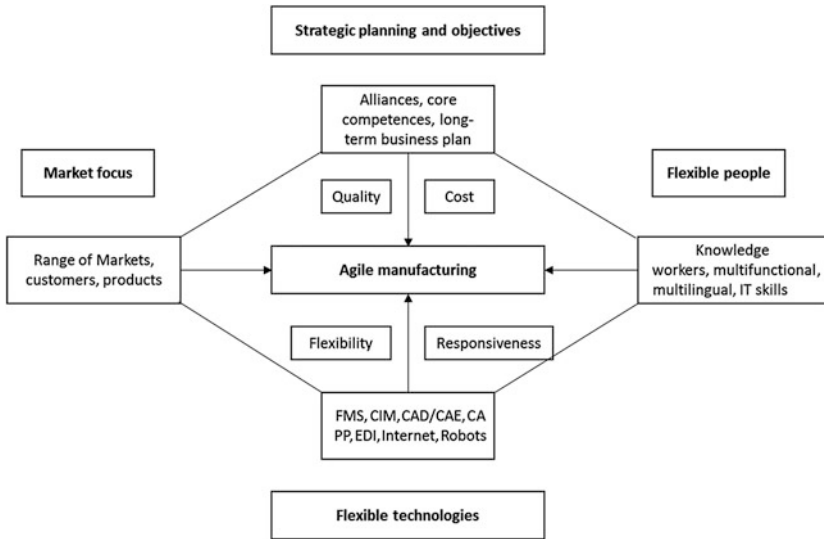 Strategic planning and objectives
Alliances, core
competences, long-
term business plan
Market focus
Flexible people
Quality
Cost
Range of Markets,
customers, products
Agile manufacturing
Knowledge
workers, multifunctional,
multilingual, IT skills
Flexibility
Responsiveness
FMS,CIM,CAD/CAE,CA
PP,EDI,Internet,Robots
Flexible technologies